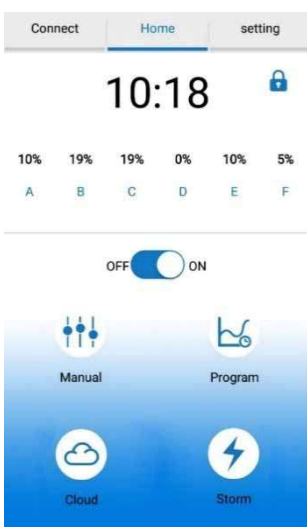 Connect Home setting
10:18
10% 19% 19% 0% 10% 5%
A B C D E F
OFF ON
Manual Program
Cloud Storm